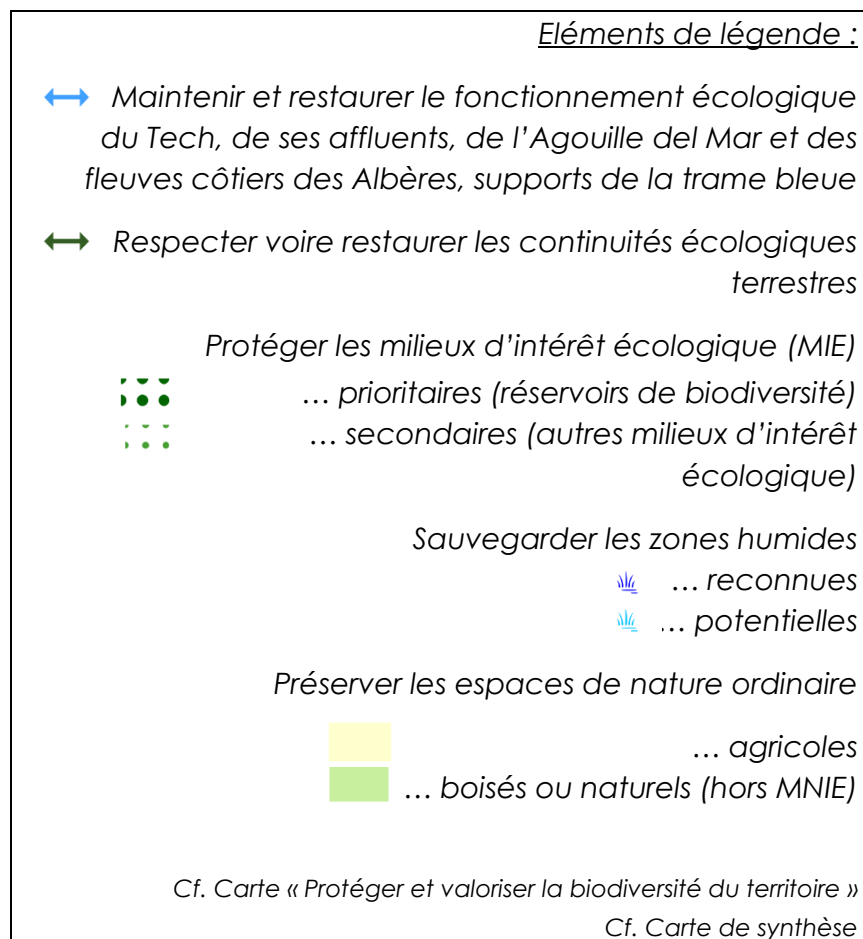 Eléments de légende :
Maintenir et restaurer le fonctionnement écologique
du Tech, de ses affluents, de l’Agouille del Mar et des
fleuves côtiers des Albères, supports de la trame bleue
Respecter voire restaurer les continuités écologiques
terrestres
Protéger les milieux d’intérêt écologique (MIE)
… prioritaires (réservoirs de biodiversité)
… secondaires (autres milieux d’intérêt
écologique)
Sauvegarder les zones humides
… reconnues
… potentielles
Préserver les espaces de nature ordinaire
… agricoles
… boisés ou naturels (hors MNIE)
Cf. Carte « Protéger et valoriser la biodiversité du territoire »
Cf. Carte de synthèse